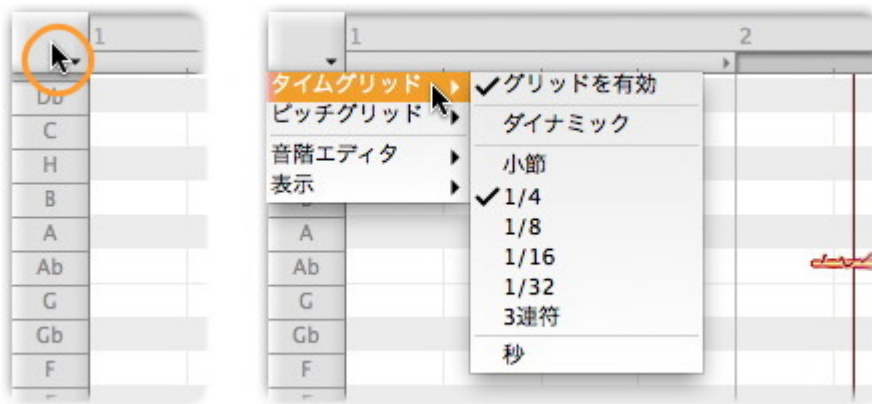 1
Db
C
H
B
A
Ab
G
Gb
F
1 2
タイムグリッド
ピッチグリッド
音階エディタ
表示
グリッドを有効
ダイナミック
小節
1/4
1/8
1/16
1/32
3連符
秒
A
Ab
G
Gb
F